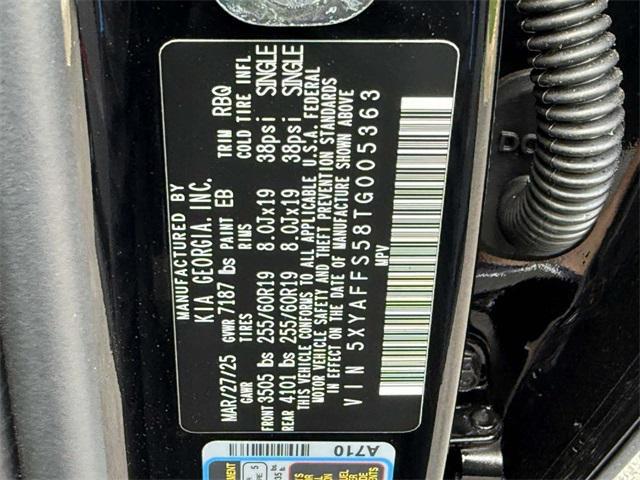 MANUFACTURED BY
KIA GEORGIA, INC.
MAR/27/25 GVWR 7187 lbs PAINT EB TRIM RBQ
GAWR TIRES RIMS COLD TIRE INFL
FRONT 3505 lbs 255/60R19 8.0Jx19 38psi SINGLE
REAR 4101 lbs 255/60R19 8.0Jx19 38psi SINGLE
THIS VEHICLE CONFORMS TO ALL APPLICABLE U.S.A. FEDERAL
MOTOR VEHICLE SAFETY AND THEFT PREVENTION STANDARDS
IN EFFECT ON THE DATE OF MANUFACTURE SHOWN ABOVE
VIN 5XYAFFS58TG005363
MPV
A710